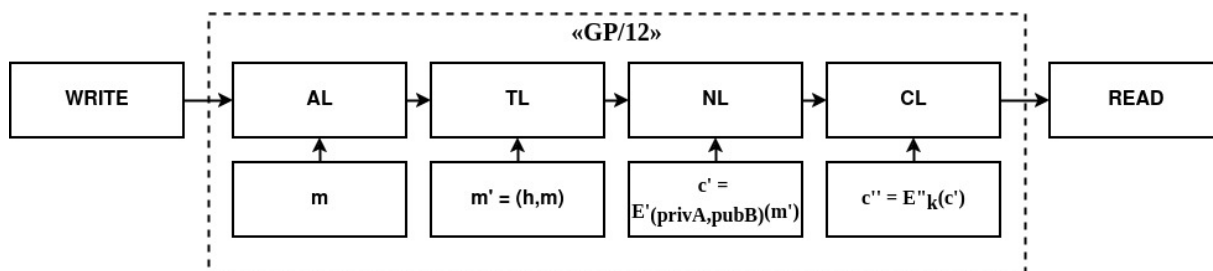 «GP/12»
WRITE
AL
TL
NL
CL
READ
m
m' = (h,m)
c' =
E'(privA,pubB)(m')
c'' = E"k(c')